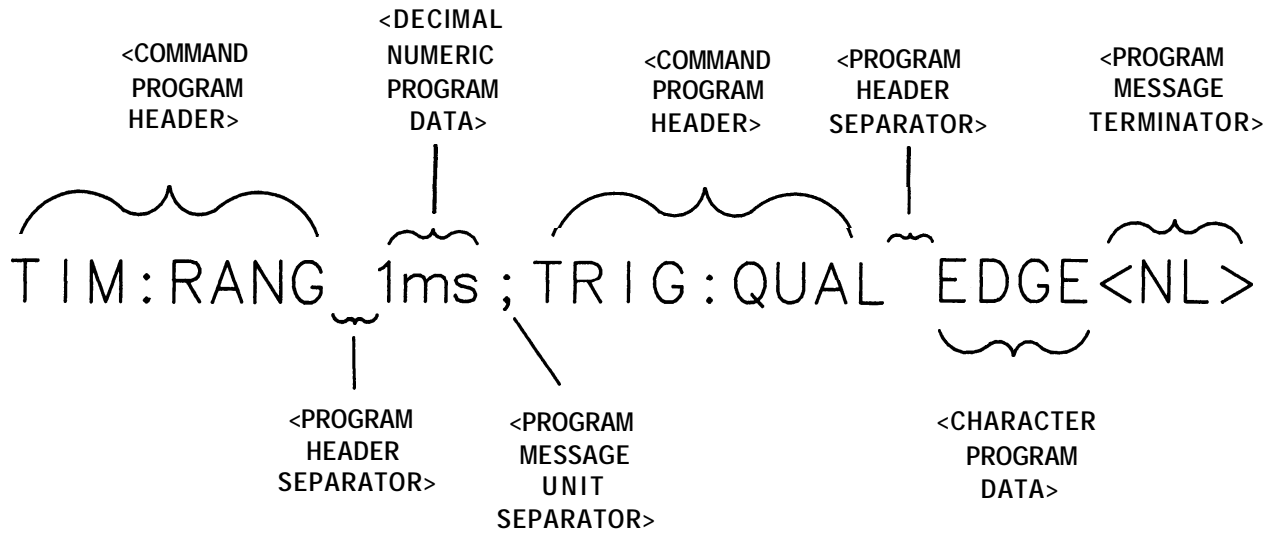 <COMMAND
PROGRAM
HEADER>
<DECIMAL
NUMERIC
PROGRAM
DATA>
<COMMAND
PROGRAM
HEADER>
<PROGRAM
HEADER
SEPARATOR>
<PROGRAM
MESSAGE
TERMINATOR>
TIM:RANG 1ms;TRIG:QUAL EDGE<NL>
<PROGRAM
HEADER
SEPARATOR>
<PROGRAM
MESSAGE
UNIT
SEPARATOR>
<CHARACTER
PROGRAM
DATA>